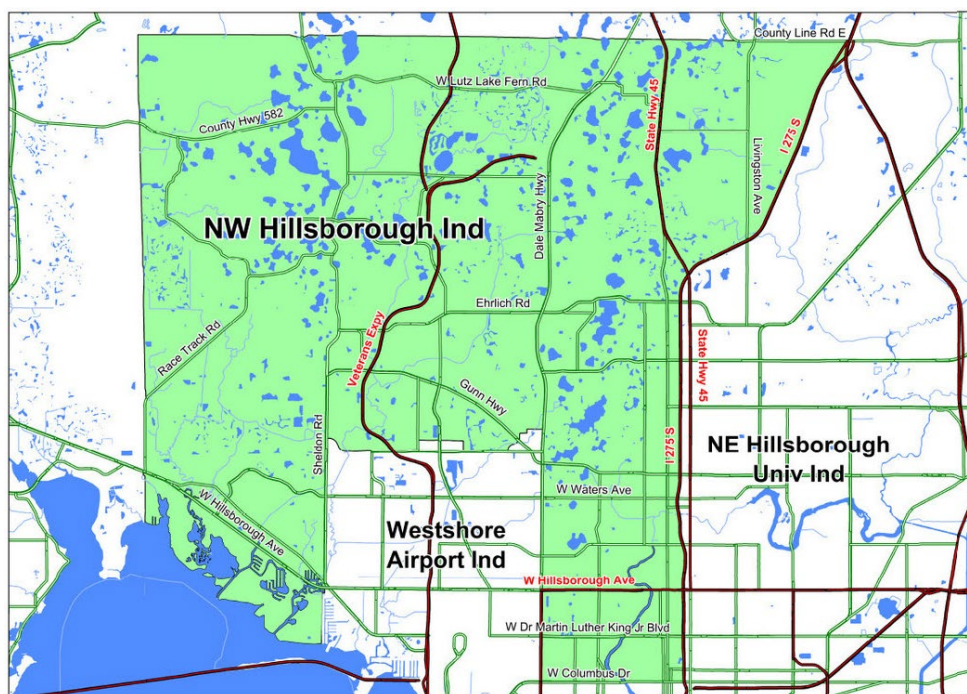 County Line Rd E
W Lutz Lake Fern Rd
State Hwy 45
I 275 S
County Hwy 582
Livingston Ave
Dale Mabry Hwy
NW Hillsborough Ind
Ehrlich Rd
Race Track Rd
Veterans Expy
State Hwy 45
Gunn Hwy
Sheldon Rd
I 275 S
NE Hillsborough
Univ Ind
W Waters Ave
W Hillsborough Ave
Westshore
Airport Ind
W Hillsborough Ave
W Dr Martin Luther King Jr Blvd
W Columbus Dr